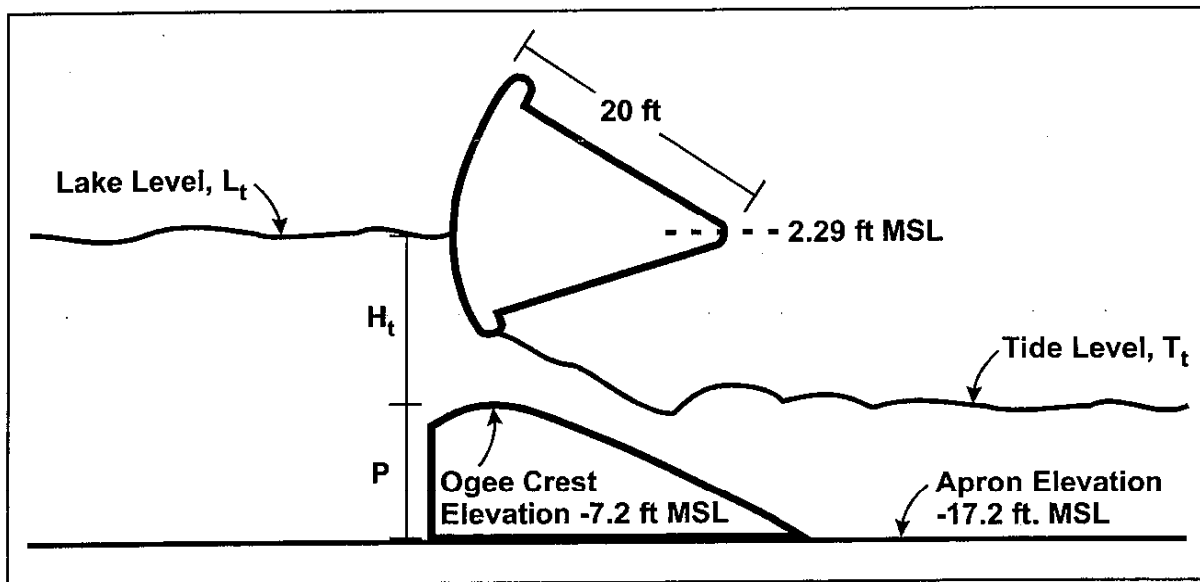 20 ft
Lake Level, Lt
2.29 ft MSL
Ht
Tide Level, Tt
P
Ogee Crest
Elevation -7.2 ft MSL
Apron Elevation
-17.2 ft. MSL